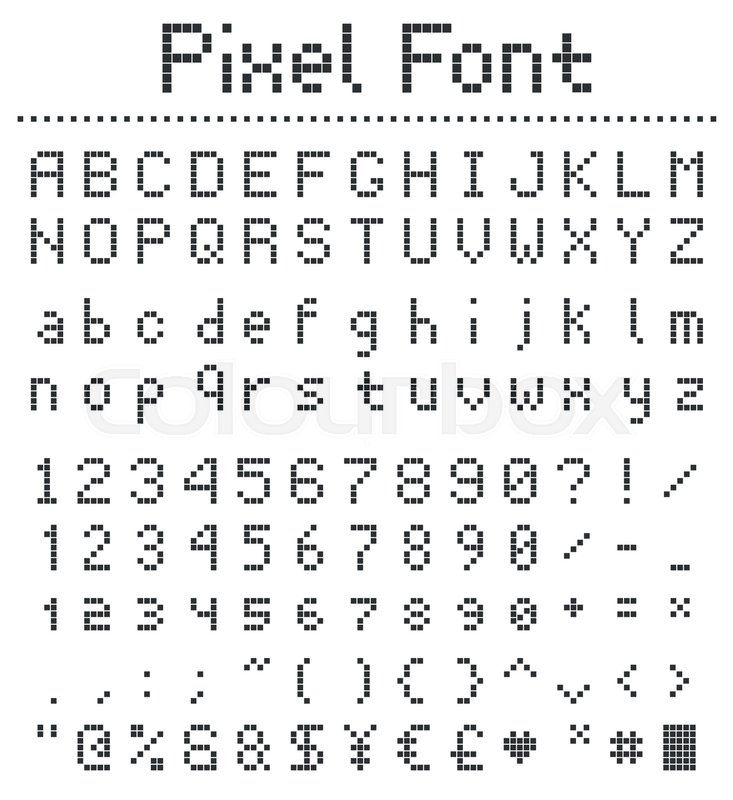 Pixel Font
A B C D E F G H I J K L M
N O P Q R S T U V W X Y Z
a b c d e f g h i j k l m
n o p q r s t u v w x y z
colourbox
1 2 3 4 5 6 7 8 9 0 ? ! /
1 2 3 4 5 6 7 8 9 0 / - _
1 2 3 4 5 6 7 8 9 0 + = ×
. , : ; ~ ( ) { } ^ ⌄ < >
" @ % 6 & $ ¥ € £ ♥ × # █